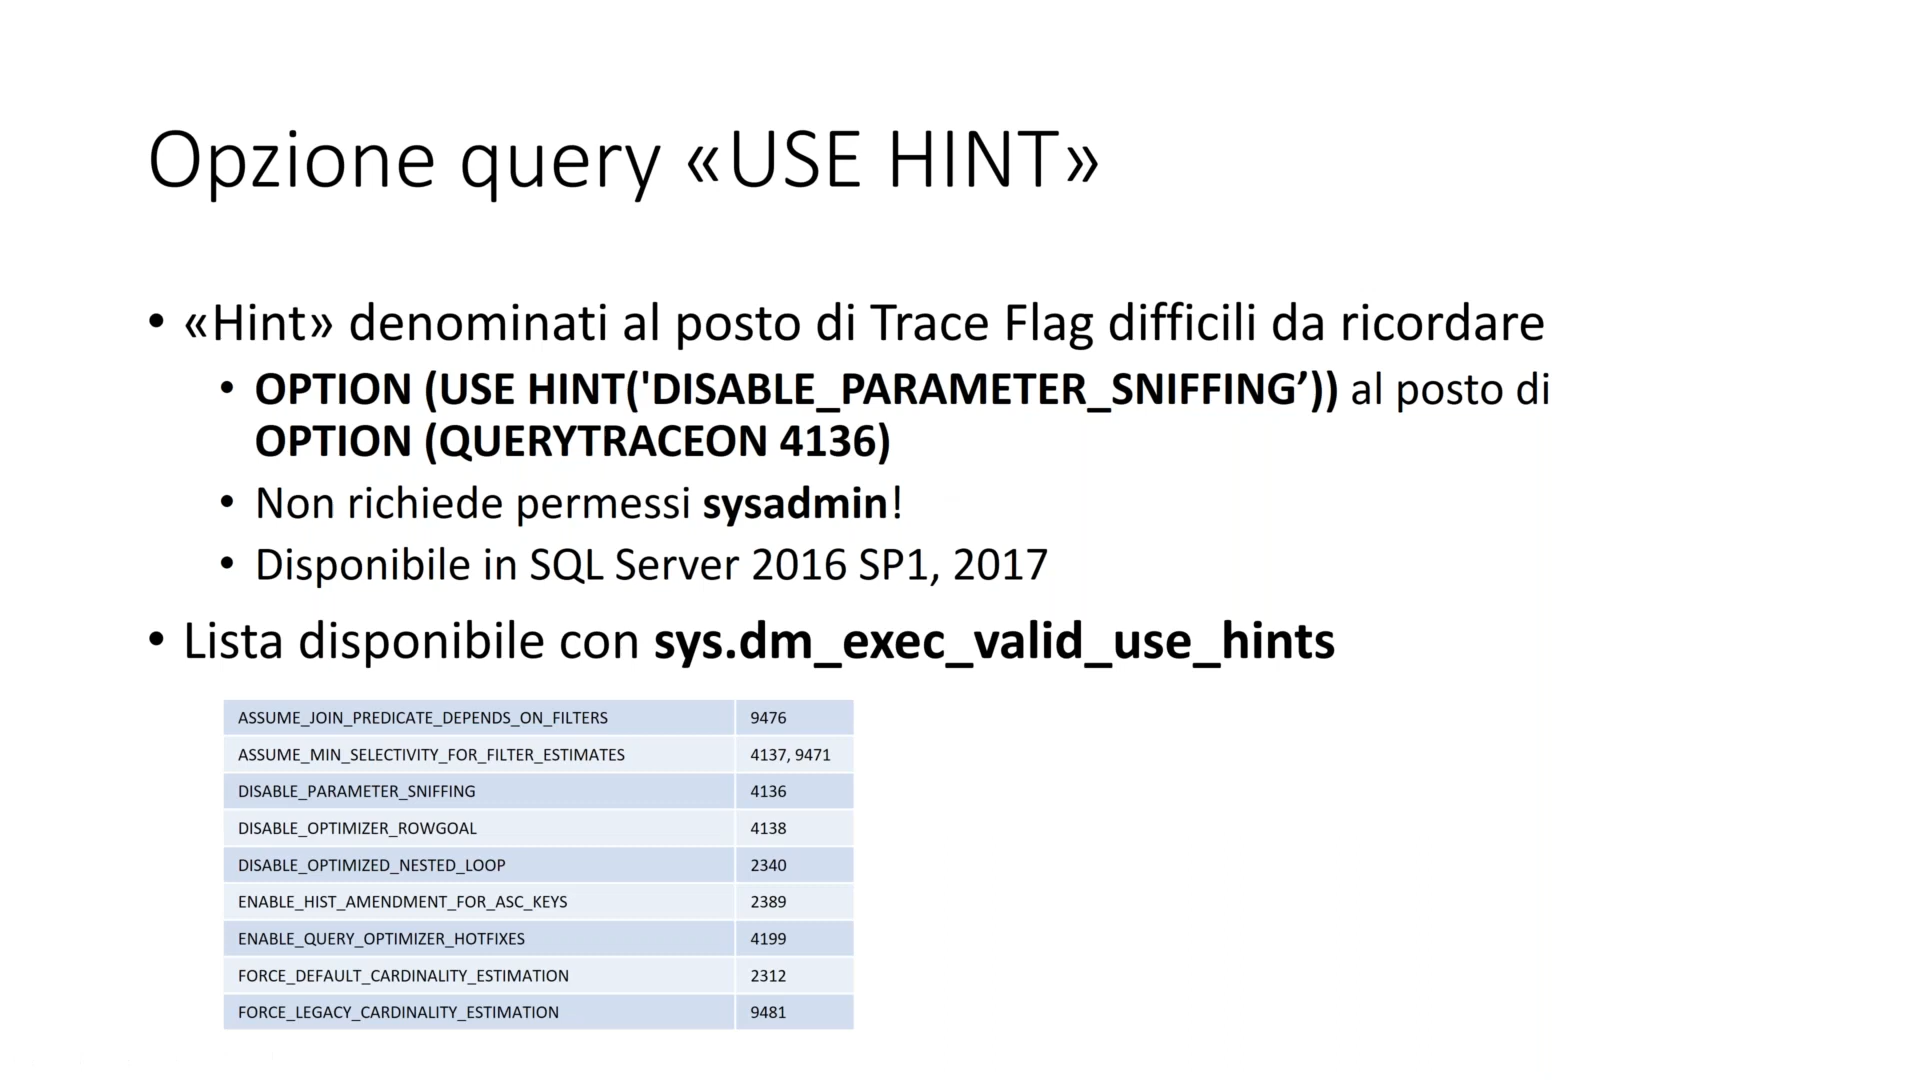 Opzione query «USE HINT»
• «Hint» denominati al posto di Trace Flag difficili da ricordare
• OPTION (USE HINT('DISABLE_PARAMETER_SNIFFING’)) al posto di
OPTION (QUERYTRACEON 4136)
• Non richiede permessi sysadmin!
• Disponibile in SQL Server 2016 SP1, 2017
• Lista disponibile con sys.dm_exec_valid_use_hints
ASSUME_JOIN_PREDICATE_DEPENDS_ON_FILTERS 9476
ASSUME_MIN_SELECTIVITY_FOR_FILTER_ESTIMATES 4137, 9471
DISABLE_PARAMETER_SNIFFING 4136
DISABLE_OPTIMIZER_ROWGOAL 4138
DISABLE_OPTIMIZED_NESTED_LOOP 2340
ENABLE_HIST_AMENDMENT_FOR_ASC_KEYS 2389
ENABLE_QUERY_OPTIMIZER_HOTFIXES 4199
FORCE_DEFAULT_CARDINALITY_ESTIMATION 2312
FORCE_LEGACY_CARDINALITY_ESTIMATION 9481